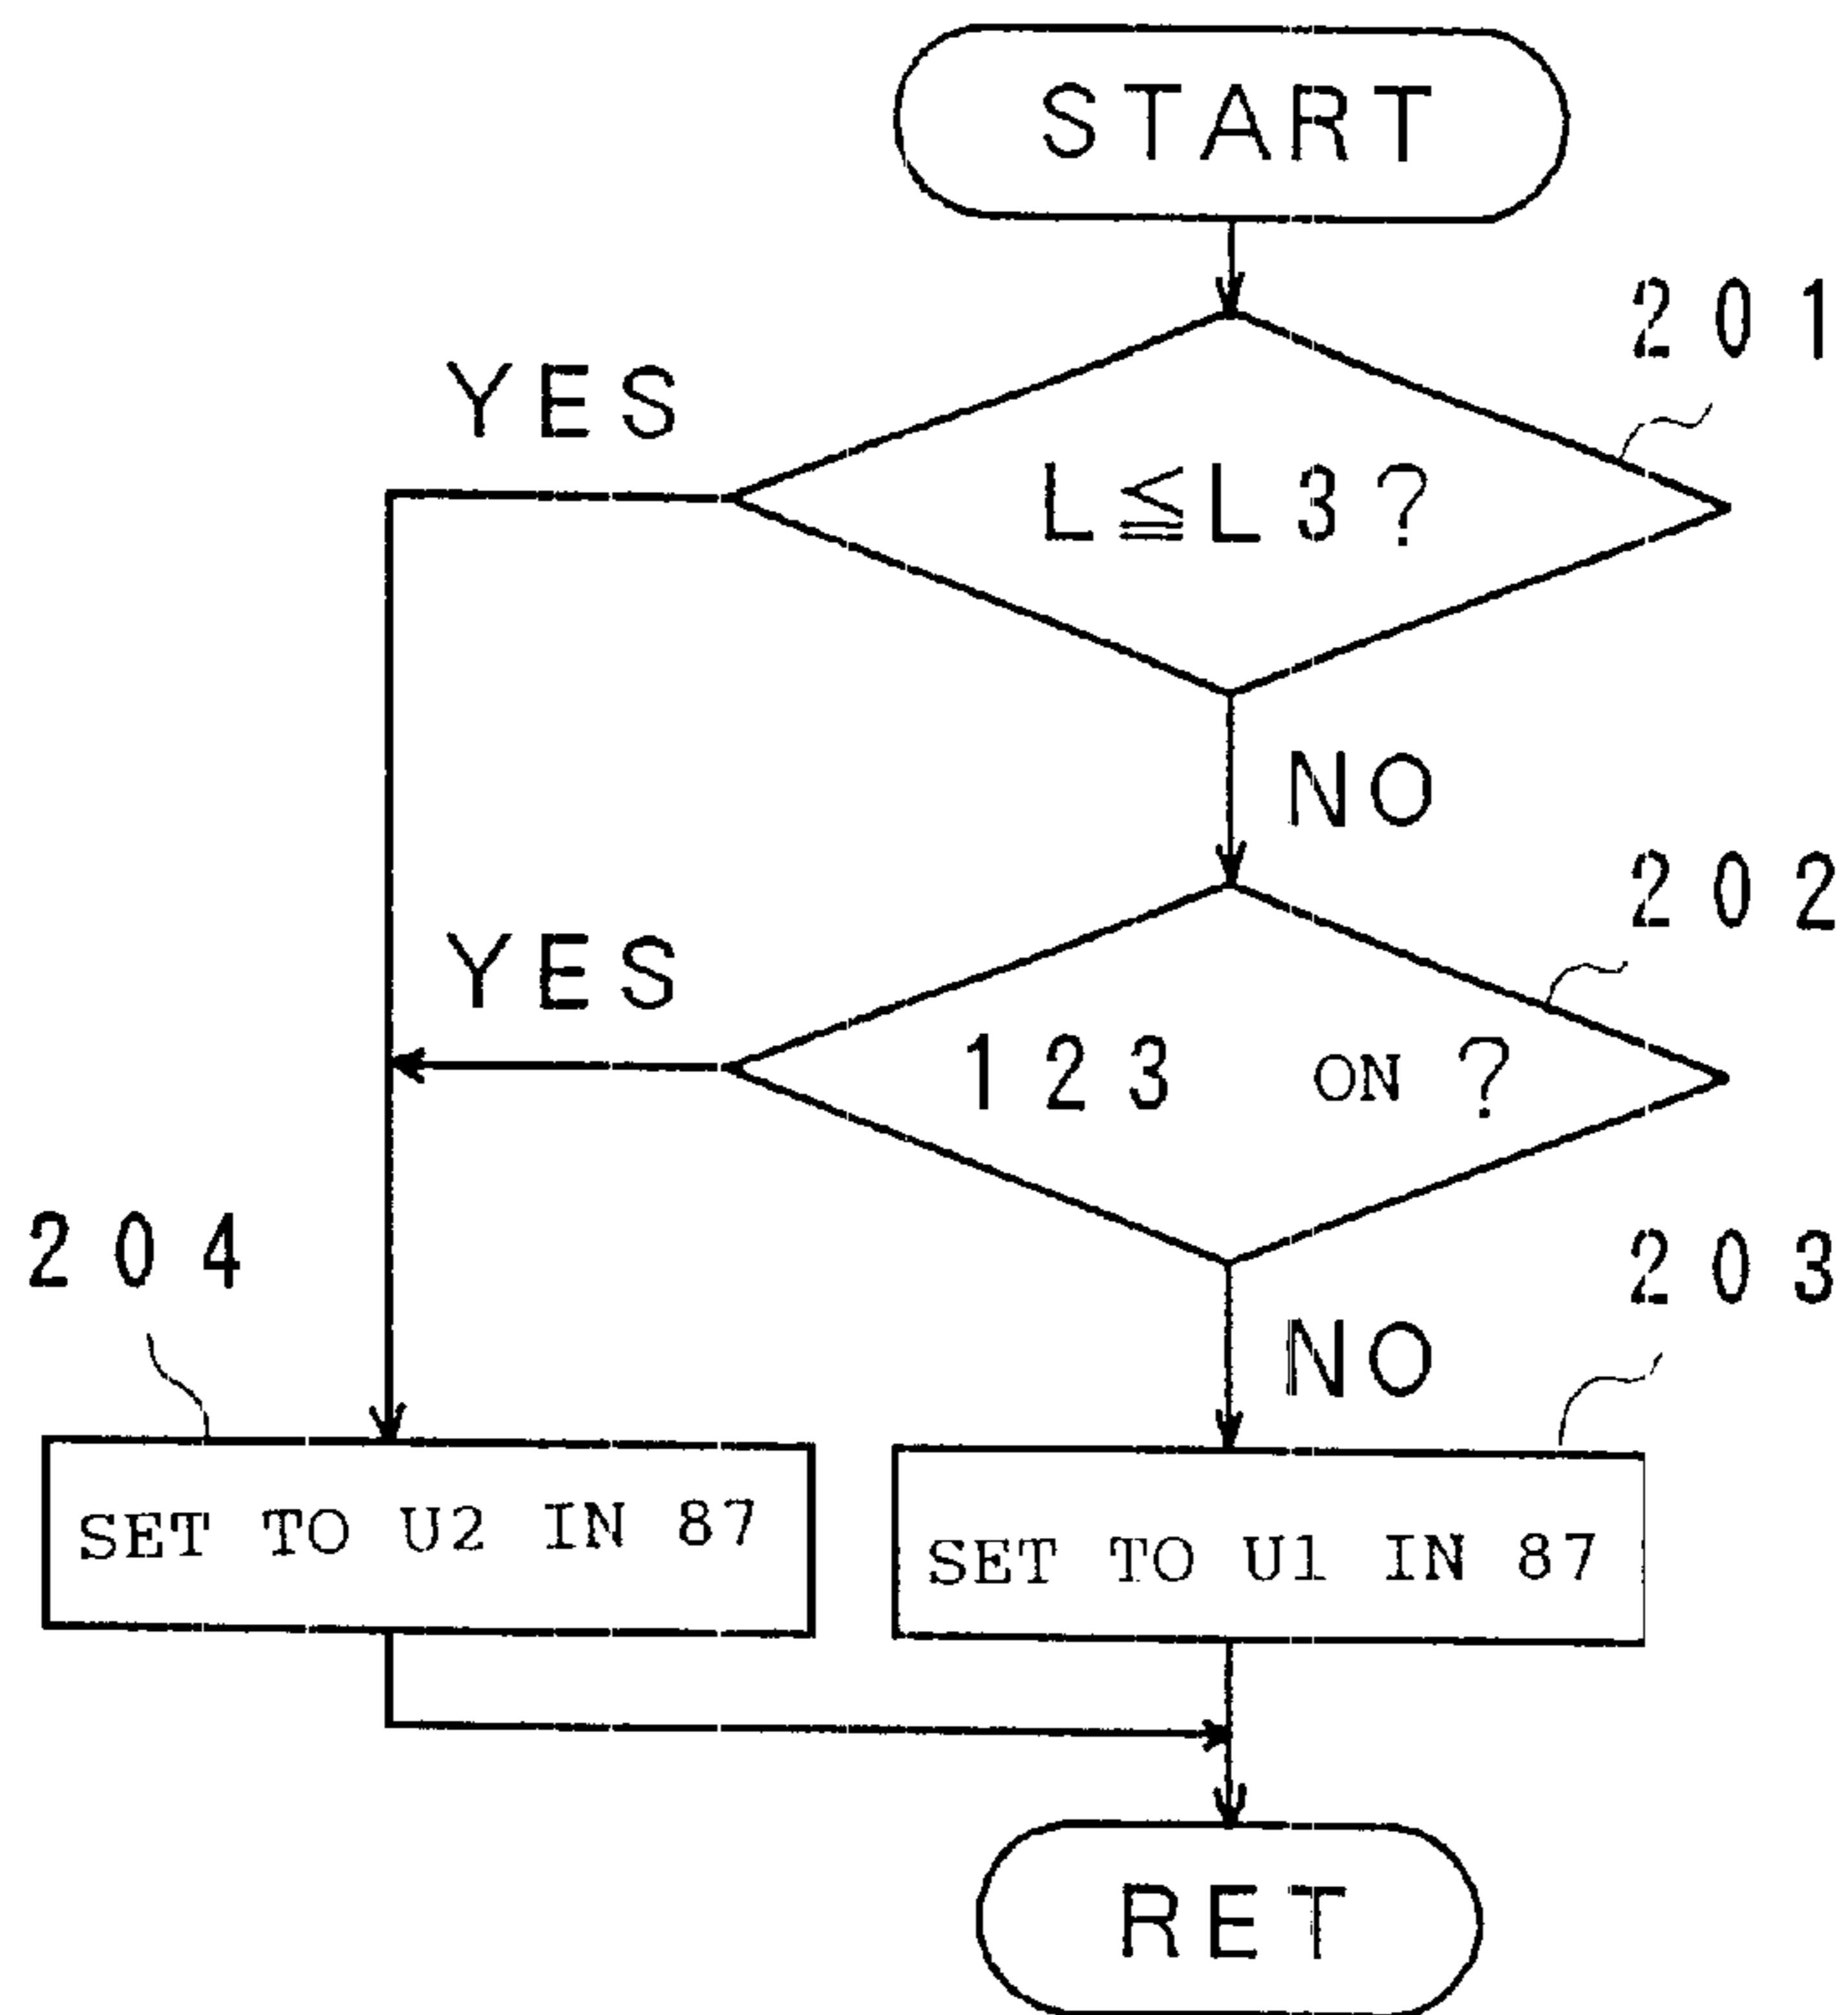 START
201
YES
L≦L3?
NO
202
YES
123 ON ?
204
203
NO
SET TO U2 IN 87
SET TO U1 IN 87
RET